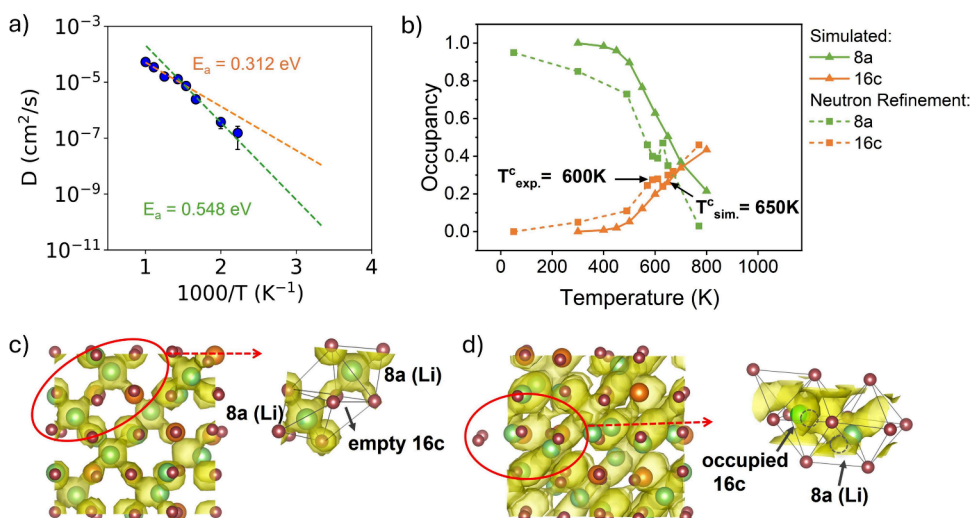 a)
10⁻³
10⁻⁵
10⁻⁷
10⁻⁹
10⁻¹¹
D (cm²/s)
Eₐ = 0.312 eV
Eₐ = 0.548 eV
1
2
3
4
1000/T (K⁻¹)
b)
1.0
0.8
0.6
0.4
0.2
0.0
Occupancy
T^c_exp. = 600K
T^c_sim. = 650K
0
200
400
600
800
1000
Temperature (K)
Simulated:
8a
16c
Neutron Refinement:
8a
16c
c)
8a (Li)
8a (Li)
empty 16c
d)
occupied
16c
8a (Li)